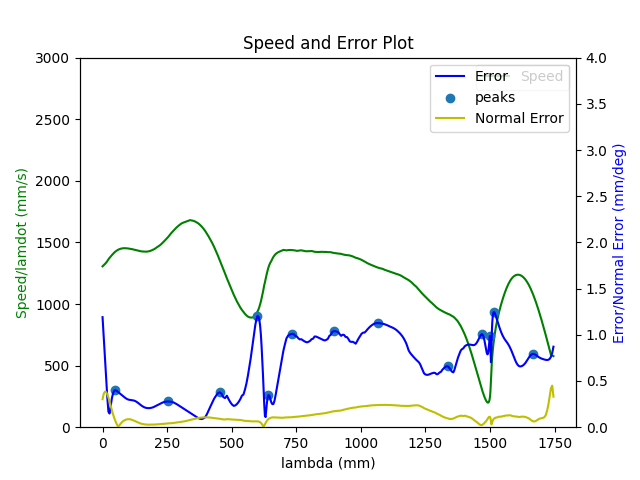 Speed and Error Plot
3000
2500
2000
1500
1000
500
0
Speed/lamdot (mm/s)
4.0
3.5
3.0
2.5
2.0
1.5
1.0
0.5
0.0
Error/Normal Error (mm/deg)
Error
Speed
peaks
Normal Error
0 250 500 750 1000 1250 1500 1750
lambda (mm)